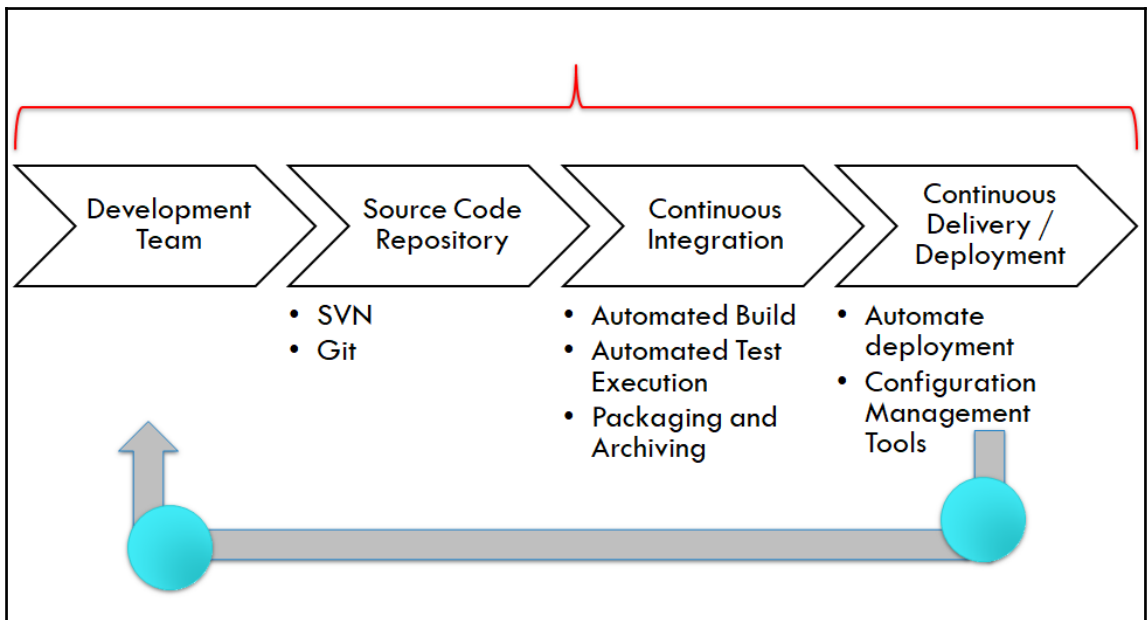 Development
Team
Source Code
Repository
Continuous
Integration
Continuous
Delivery /
Deployment
• SVN
• Git
• Automated Build
• Automated Test
Execution
• Packaging and
Archiving
• Automate
deployment
• Configuration
Management
Tools